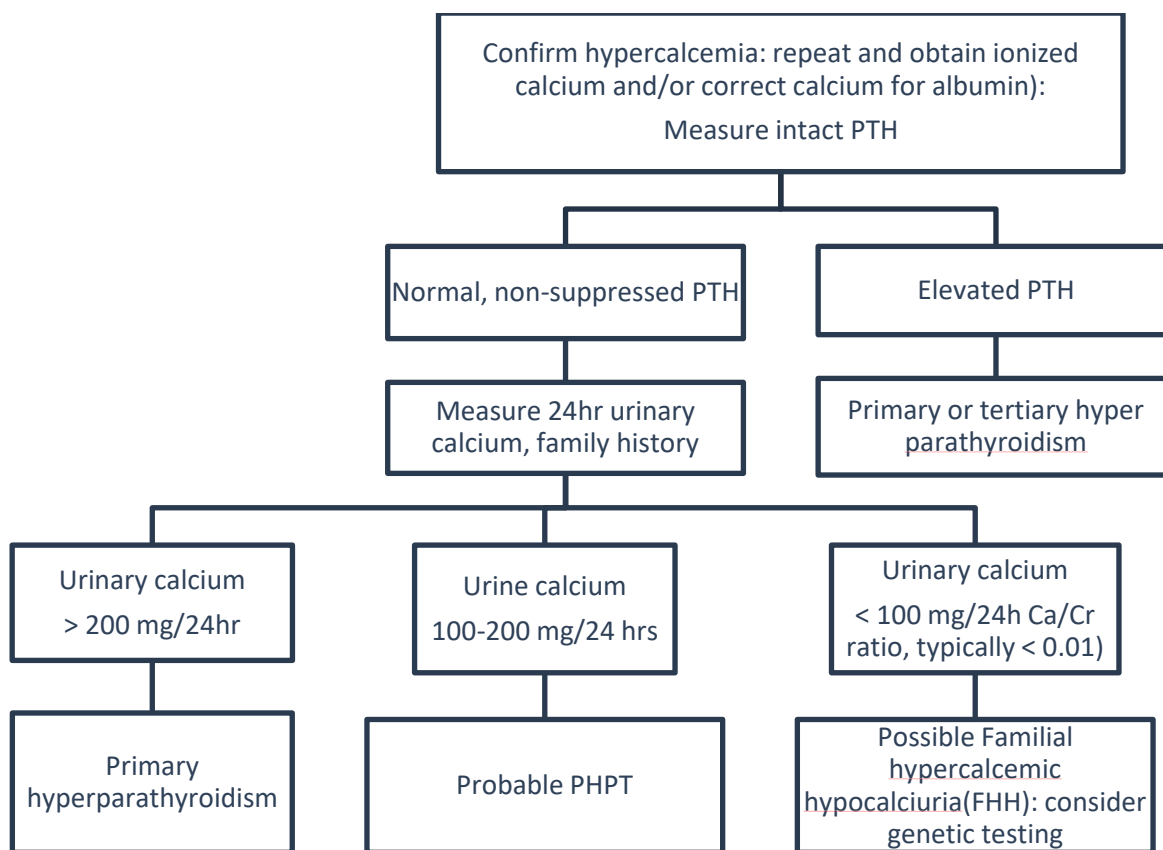 Confirm hypercalcemia: repeat and obtain ionized
calcium and/or correct calcium for albumin):
Measure intact PTH
Normal, non-suppressed PTH
Elevated PTH
Measure 24hr urinary
calcium, family history
Primary or tertiary hyper
parathyroidism
Urinary calcium
> 200 mg/24hr
Urine calcium
100-200 mg/24 hrs
Urinary calcium
< 100 mg/24h Ca/Cr
ratio, typically < 0.01)
Primary
hyperparathyroidism
Probable PHPT
Possible Familial
hypercalcemic
hypocalciuria(FHH): consider
genetic testing